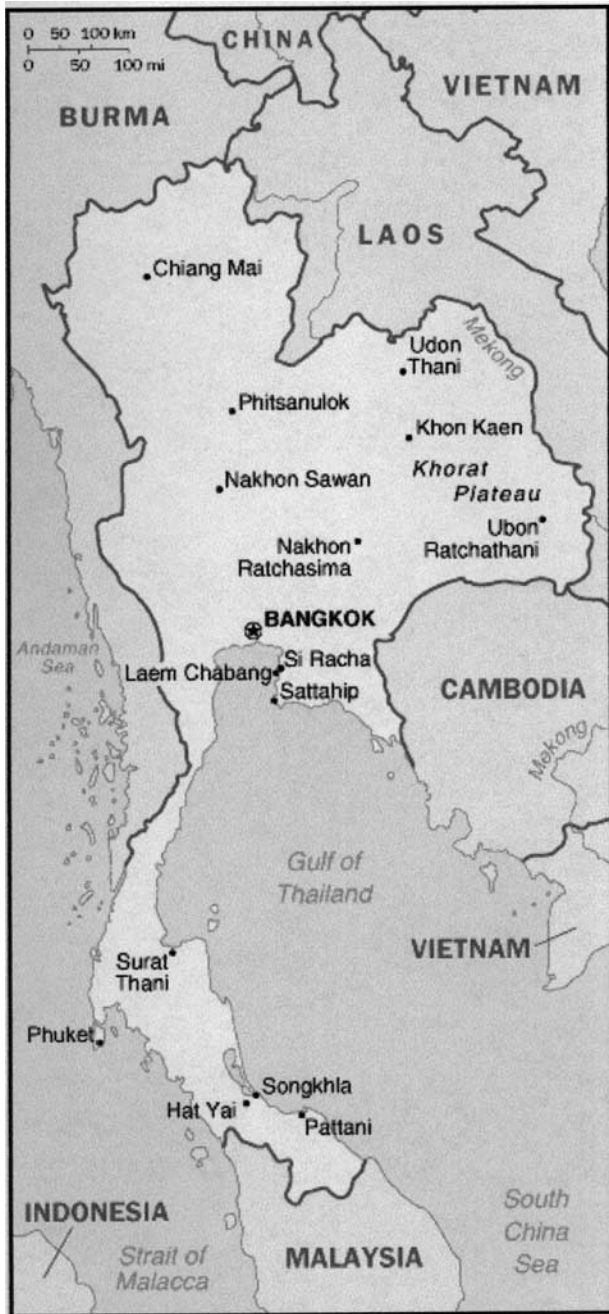 0 50 100 km
0 50 100 mi
CHINA
VIETNAM
BURMA
LAOS
Chiang Mai
Udon
Thani
Mekong
Phitsanulok
Khon Kaen
Khorat
Plateau
Nakhon Sawan
Ubon
Ratchathani
Nakhon
Ratchasima
BANGKOK
Andaman
Sea
Si Racha
Laem Chabang
Sattahip
CAMBODIA
Mekong
Gulf of
Thailand
VIETNAM
Surat
Thani
Phuket
Songkhla
Hat Yai
Pattani
INDONESIA
Strait of
Malacca
MALAYSIA
South
China
Sea